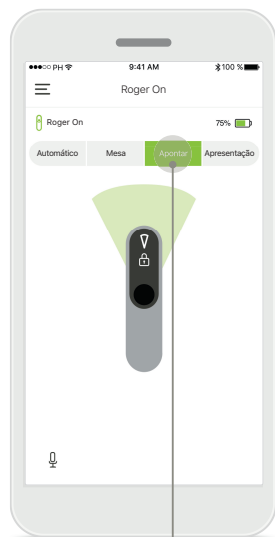 PH 9:41 AM 100 %
Roger On
Roger On 75%
Automático Mesa Apontar Apresentação